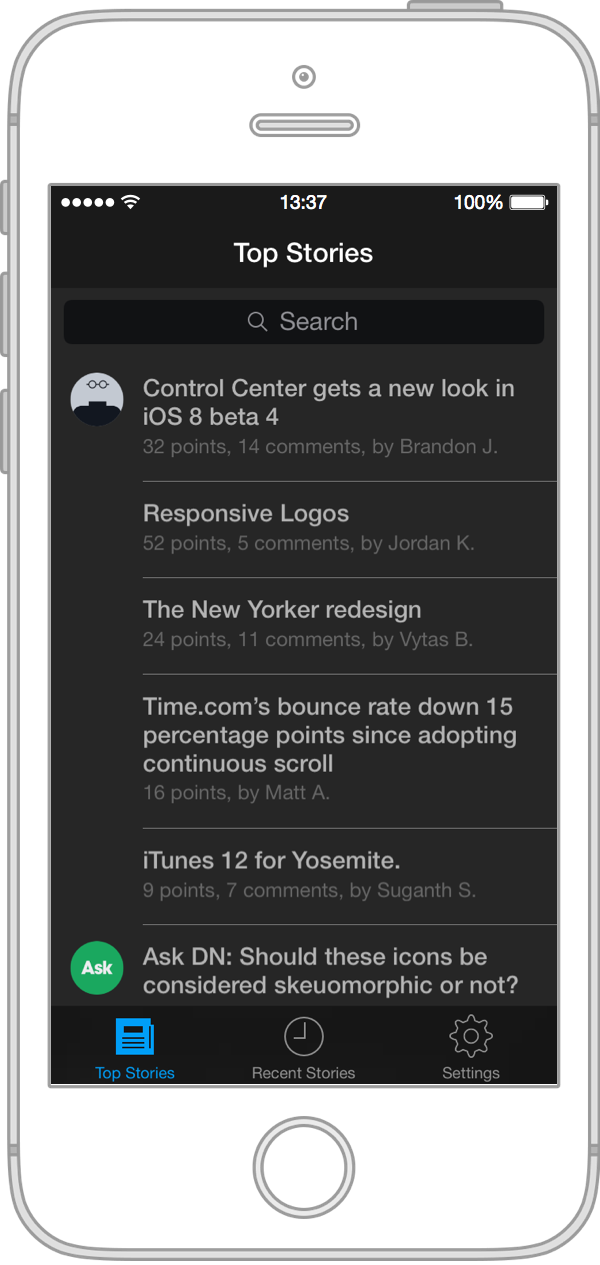 13:37
100%
Top Stories
Search
Control Center gets a new look in
iOS 8 beta 4
32 points, 14 comments, by Brandon J.
Responsive Logos
52 points, 5 comments, by Jordan K.
The New Yorker redesign
24 points, 11 comments, by Vytas B.
Time.com’s bounce rate down 15
percentage points since adopting
continuous scroll
16 points, by Matt A.
iTunes 12 for Yosemite.
9 points, 7 comments, by Suganth S.
Ask
Ask DN: Should these icons be
considered skeuomorphic or not?
Top Stories
Recent Stories
Settings